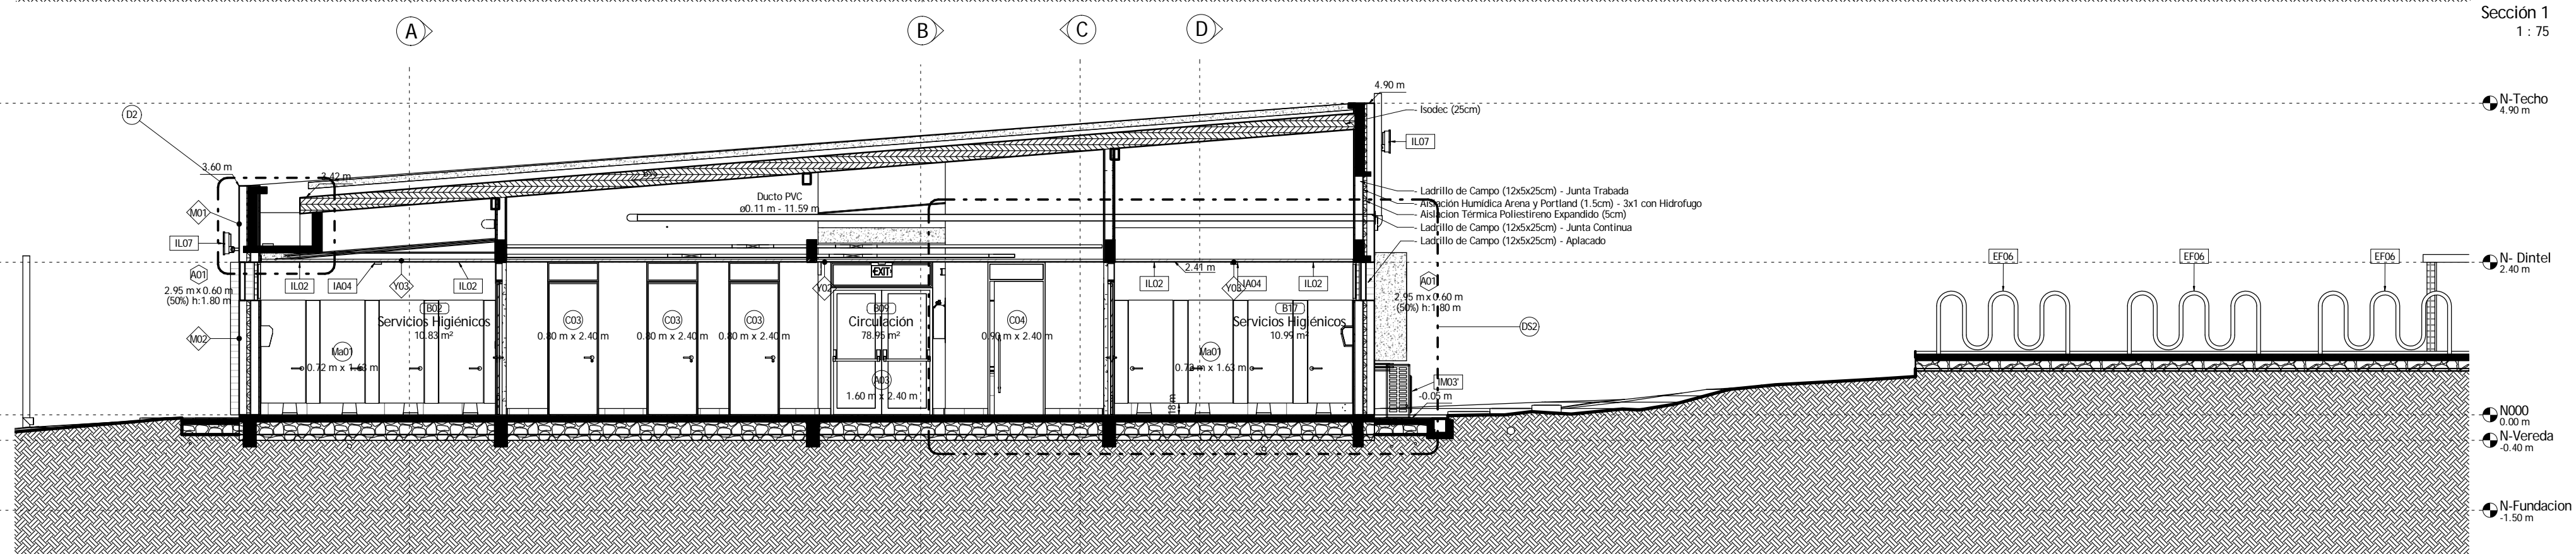 Sección 1
1 : 75
A
B
C
D
D2
4.90 m
N-Techo
4.90 m
Isodec (25cm)
IL07
3.60 m
3.42 m
Ladrillo de Campo (12x5x25cm) - Junta Trabada
Aislación Humídica Arena y Portland (1.5cm) - 3x1 con Hidrofugo
Aislacion Térmica Poliestireno Expandido (5cm)
Ladrillo de Campo (12x5x25cm) - Junta Continua
Ladrillo de Campo (12x5x25cm) - Aplacado
Ducto PVC
ø0.11 m - 11.59 m
M01
IL07
EF06
EF06
EF06
N- Dintel
2.40 m
A01
2.95 m x 0.60 m
(50%) h:1.80 m
IL02
IA04
Y03
IL02
Y02
EXIT
IL02
2.41 m
Y03
IA04
IL02
A01
2.95 m x 0.60 m
(50%) h:1.80 m
B02
Servicios Higiénicos
10.83 m²
C03
0.80 m x 2.40 m
C03
0.80 m x 2.40 m
C03
0.80 m x 2.40 m
B09
Circulación
78.95 m²
C04
0.90 m x 2.40 m
B17
Servicios Higiénicos
10.99 m²
DS2
M02
Ma01
0.72 m x 1.63 m
A03
1.60 m x 2.40 m
Ma01
0.72 m x 1.63 m
IM03'
-0.05 m
N000
0.00 m
N-Vereda
-0.40 m
N-Fundacion
-1.50 m